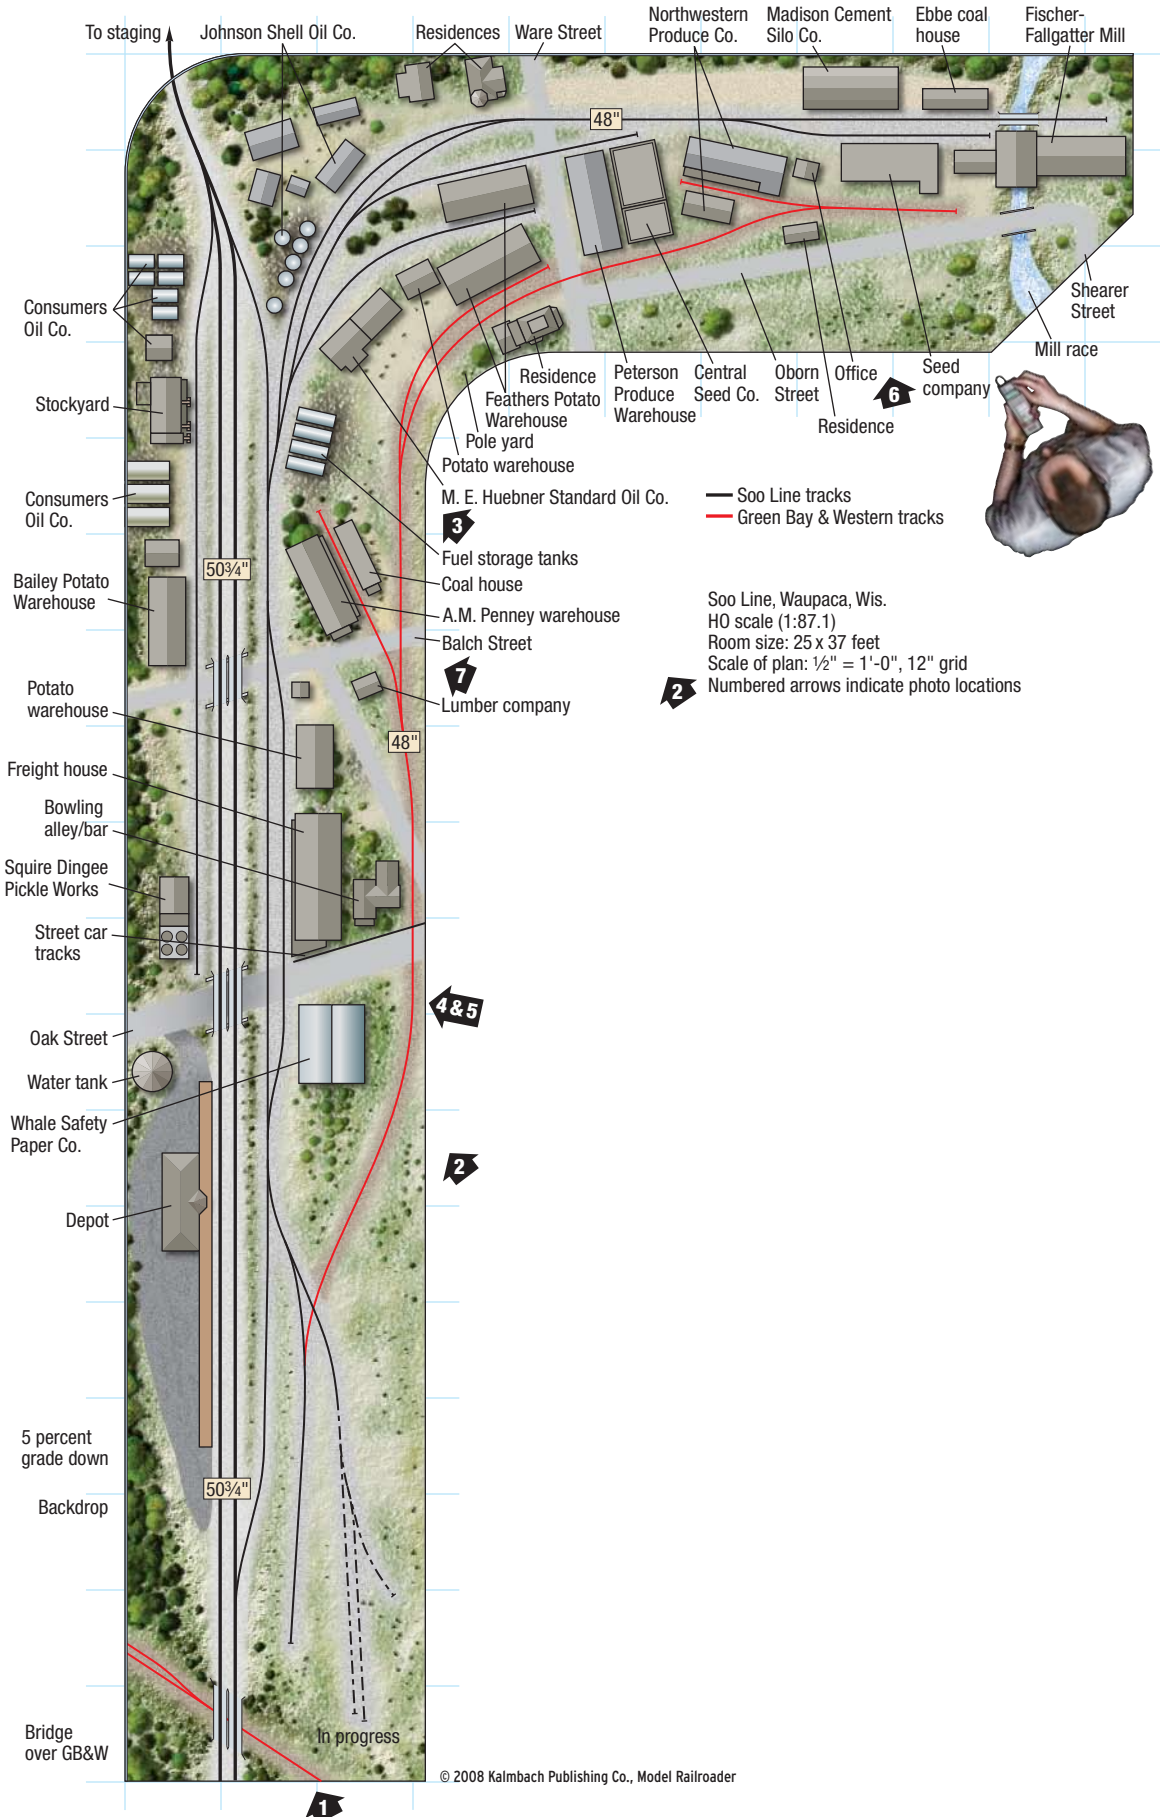 To staging
Johnson Shell Oil Co.
Residences
Ware Street
Northwestern
Produce Co.
Madison Cement
Silo Co.
Ebbe coal
house
Fischer-
Fallgatter Mill
48"
Consumers
Oil Co.
Stockyard
Consumers
Oil Co.
Bailey Potato
Warehouse
50¾"
Potato
warehouse
Freight house
Bowling
alley/bar
Squire Dingee
Pickle Works
Street car
tracks
Oak Street
Water tank
Whale Safety
Paper Co.
Depot
5 percent
grade down
Backdrop
50¾"
Bridge
over GB&W
In progress
1
Shearer
Street
Mill race
Seed
company
6
Office
Residence
Oborn
Street
Central
Seed Co.
Peterson
Produce
Warehouse
Residence
Feathers Potato
Warehouse
Pole yard
Potato warehouse
M. E. Huebner Standard Oil Co.
3
Fuel storage tanks
Coal house
A.M. Penney warehouse
Balch Street
7
Lumber company
48"
4 & 5
2
Soo Line tracks
Green Bay & Western tracks
Soo Line, Waupaca, Wis.
HO scale (1:87.1)
Room size: 25 x 37 feet
Scale of plan: ½" = 1'-0", 12" grid
2 Numbered arrows indicate photo locations
© 2008 Kalmbach Publishing Co., Model Railroader